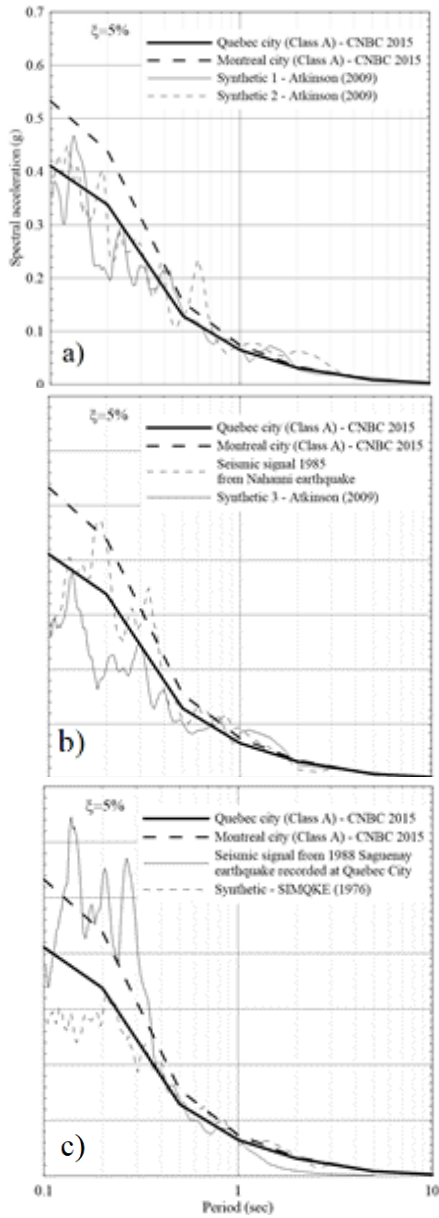 ξ=5%
Quebec city (Class A) - CNBC 2015
Montreal city (Class A) - CNBC 2015
Synthetic 1 - Atkinson (2009)
Synthetic 2 - Atkinson (2009)
0.7
0.6
0.5
0.4
0.3
0.2
0.1
0
Spectral acceleration (g)
a)
ξ=5%
Quebec city (Class A) - CNBC 2015
Montreal city (Class A) - CNBC 2015
Seismic signal 1985
from Nahanni earthquake
Synthetic 3 - Atkinson (2009)
b)
ξ=5%
Quebec city (Class A) - CNBC 2015
Montreal city (Class A) - CNBC 2015
Seismic signal from 1988 Saguenay
earthquake recorded at Quebec City
Synthetic - SIMQKE (1976)
c)
0.1 1 10
Period (sec)